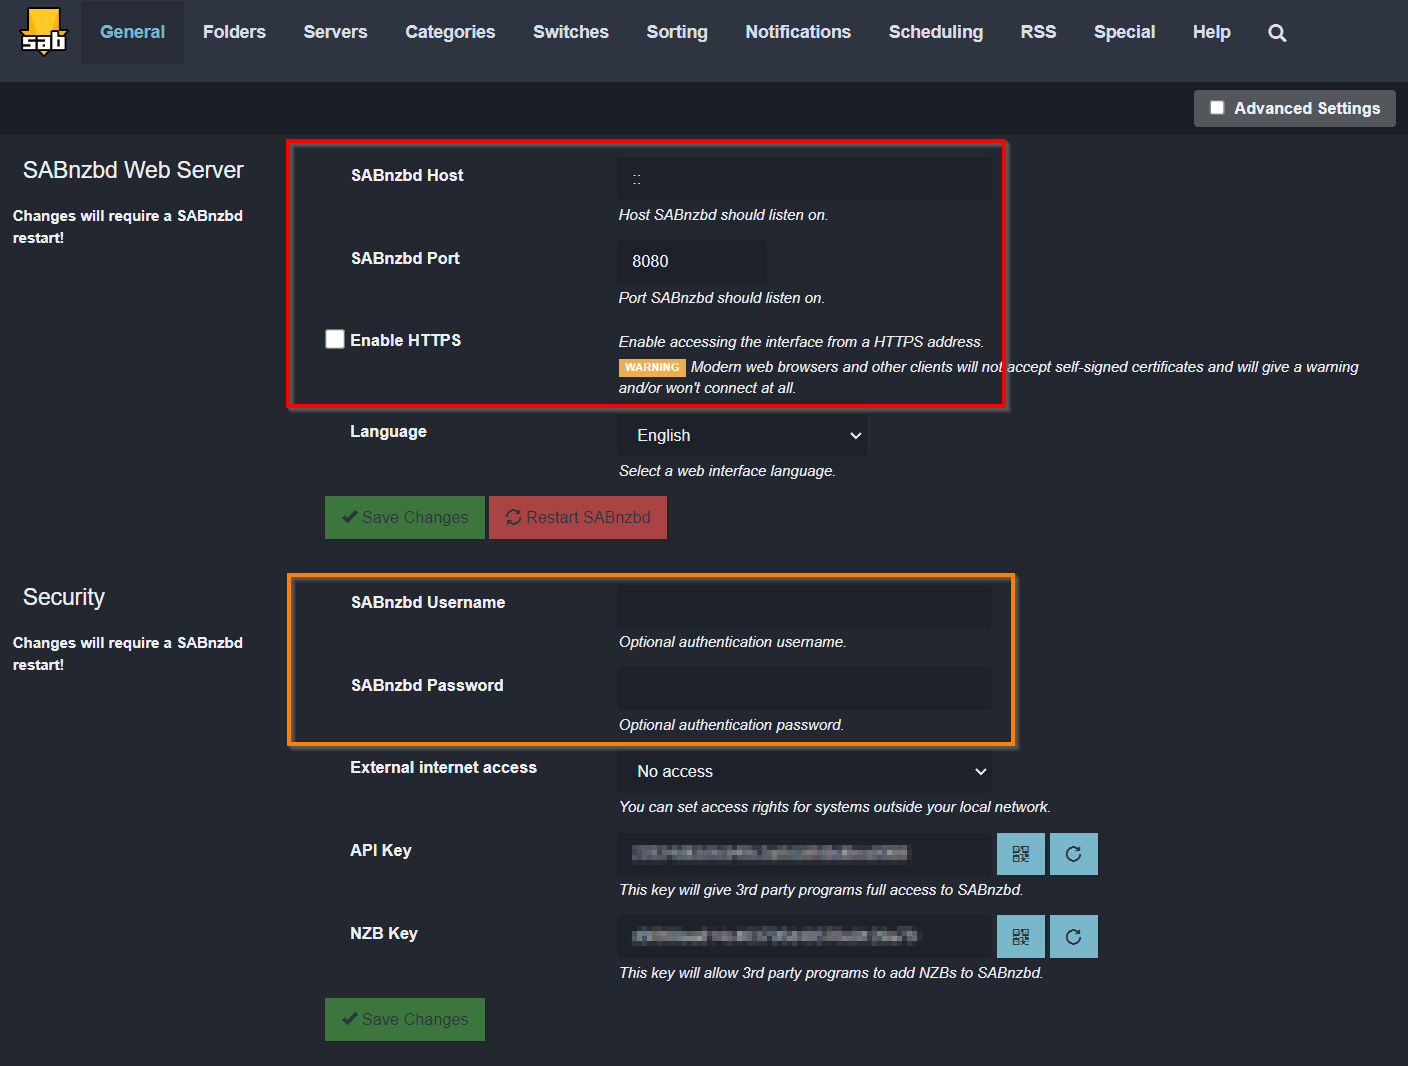 sab General Folders Servers Categories Switches Sorting Notifications Scheduling RSS Special Help
Advanced Settings
SABnzbd Web Server
Changes will require a SABnzbd
restart!
SABnzbd Host
::
Host SABnzbd should listen on.
SABnzbd Port
8080
Port SABnzbd should listen on.
Enable HTTPS
Enable accessing the interface from a HTTPS address.
WARNING Modern web browsers and other clients will not accept self-signed certificates and will give a warning
and/or won't connect at all.
Language
English
Select a web interface language.
Save Changes Restart SABnzbd
Security
Changes will require a SABnzbd
restart!
SABnzbd Username
Optional authentication username.
SABnzbd Password
Optional authentication password.
External internet access
No access
You can set access rights for systems outside your local network.
API Key
This key will give 3rd party programs full access to SABnzbd.
NZB Key
This key will allow 3rd party programs to add NZBs to SABnzbd.
Save Changes